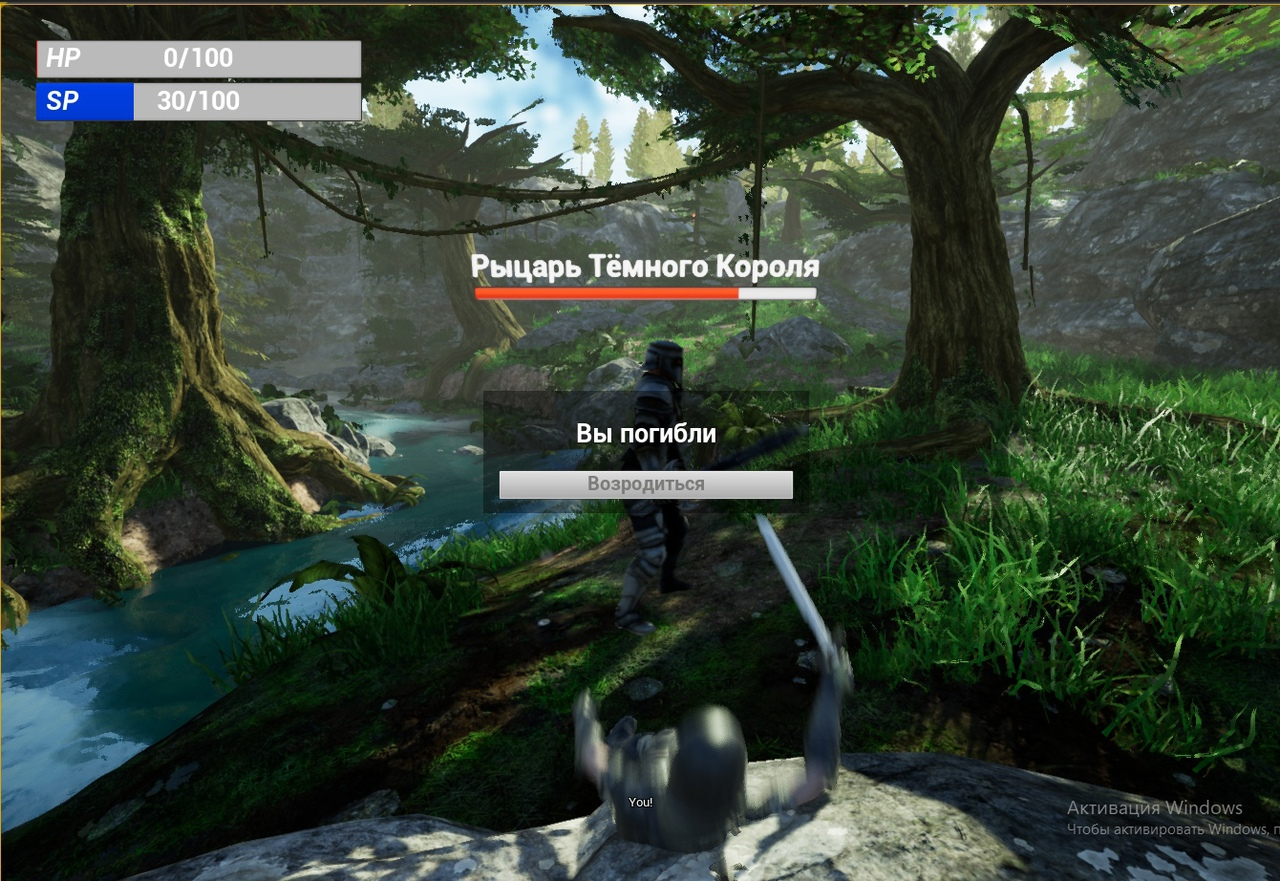 HP 0/100
SP 30/100
Рыцарь Тёмного Короля
Вы погибли
Возродиться
You!
Активация Windows
Чтобы активировать Windows,